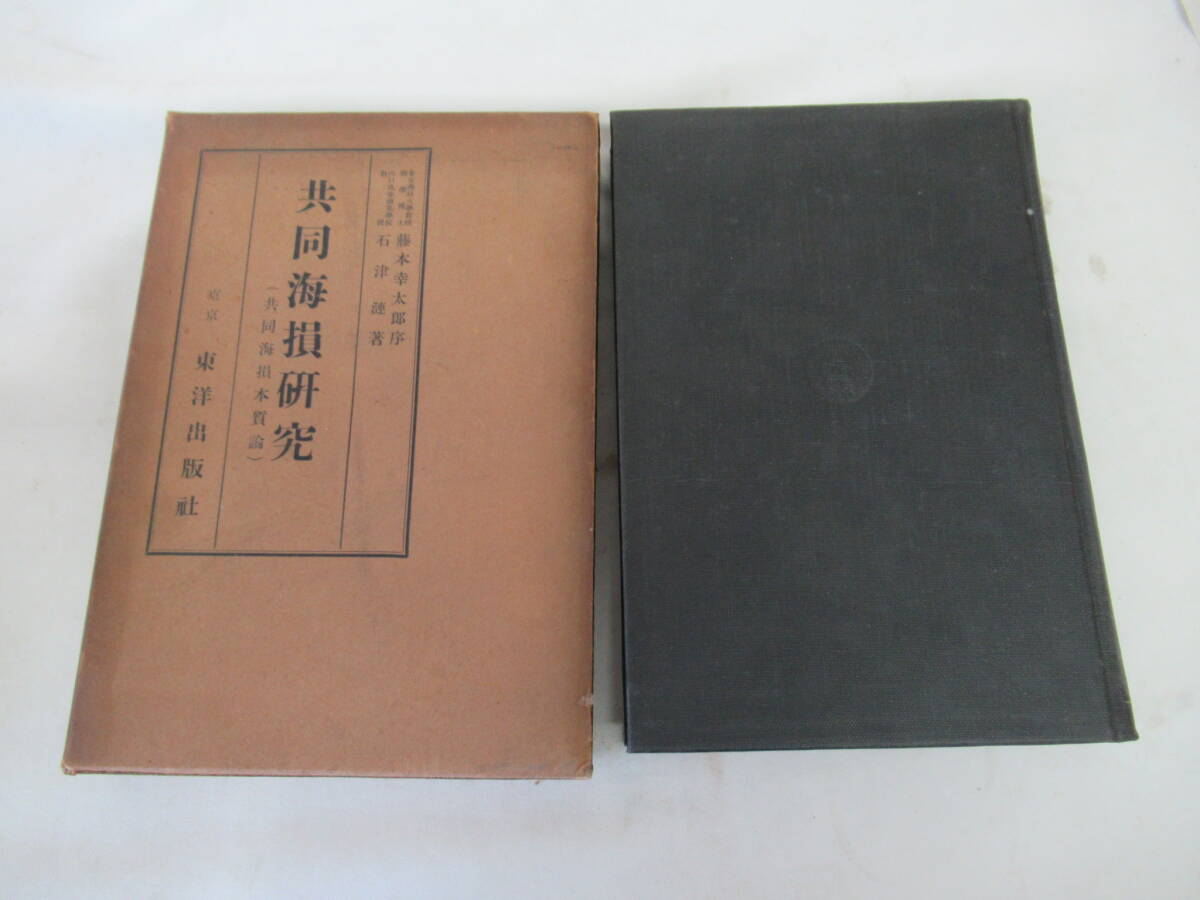 藤本幸太郎序
石津漣著
共同海損研究
(共同海損本質論)
東京 東洋出版社